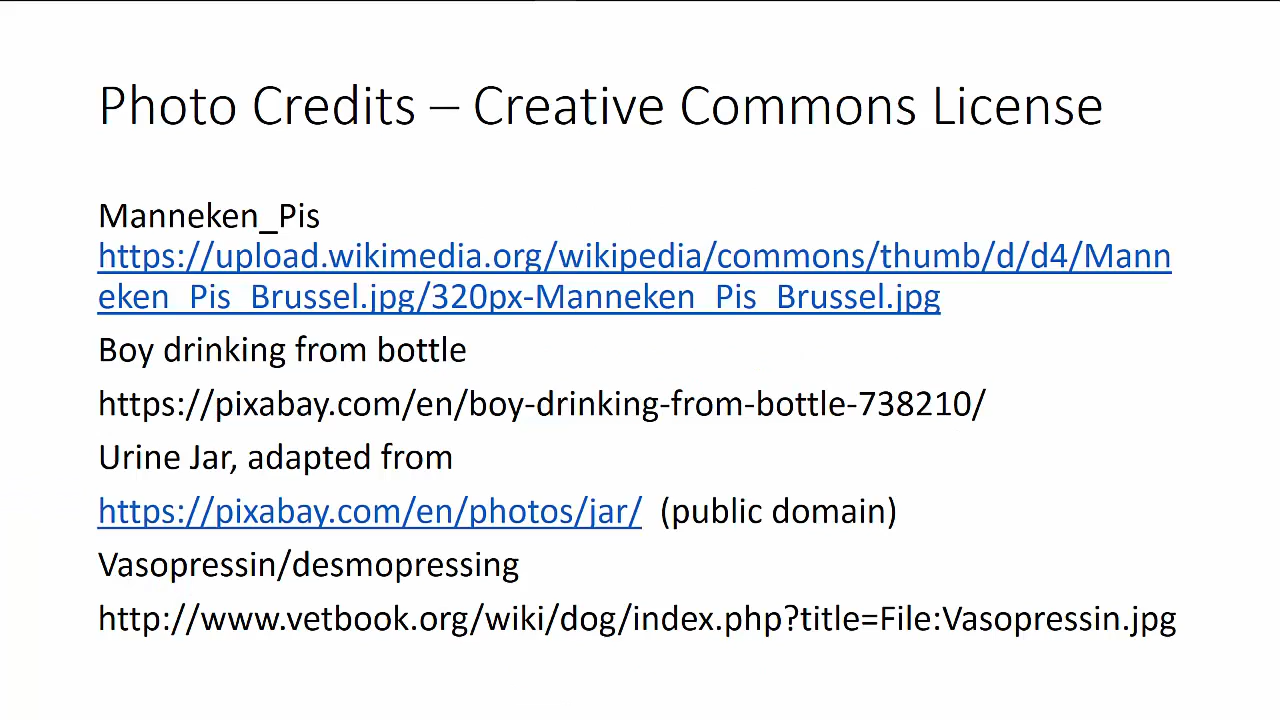 Photo Credits – Creative Commons License
Manneken_Pis
https://upload.wikimedia.org/wikipedia/commons/thumb/d/d4/Mann
eken_Pis_Brussel.jpg/320px-Manneken_Pis_Brussel.jpg
Boy drinking from bottle
https://pixabay.com/en/boy-drinking-from-bottle-738210/
Urine Jar, adapted from
https://pixabay.com/en/photos/jar/ (public domain)
Vasopressin/desmopressing
http://www.vetbook.org/wiki/dog/index.php?title=File:Vasopressin.jpg